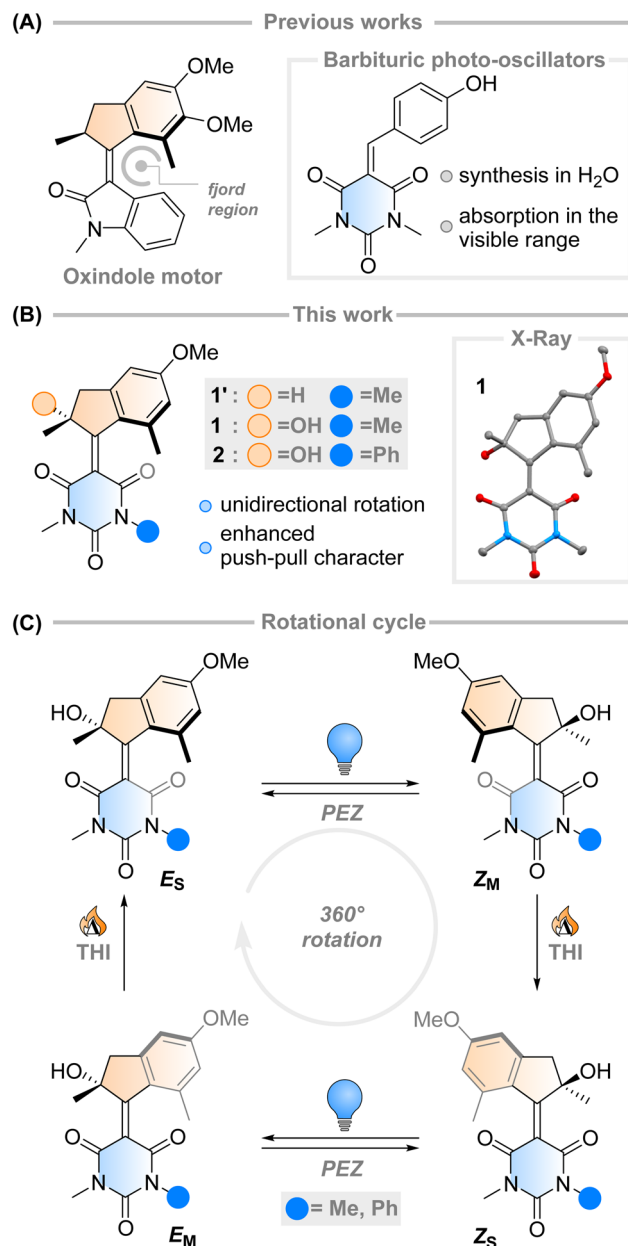 (A) Previous works
Barbituric photo-oscillators
OMe
OMe
fjord
region
O
N
Oxindole motor
OH
O
O
N
N
O
synthesis in H2O
absorption in the
visible range
(B) This work
OMe
O
O
N
N
O
1' : =H =Me
1 : =OH =Me
2 : =OH =Ph
unidirectional rotation
enhanced
push-pull character
X-Ray
1
(C) Rotational cycle
OMe
HO
O
O
N
N
O
ES
PEZ
MeO
OH
O
O
N
N
O
ZM
THI
360°
rotation
THI
OMe
HO
O
O
N
N
O
EM
PEZ
= Me, Ph
MeO
OH
O
O
N
N
O
ZS